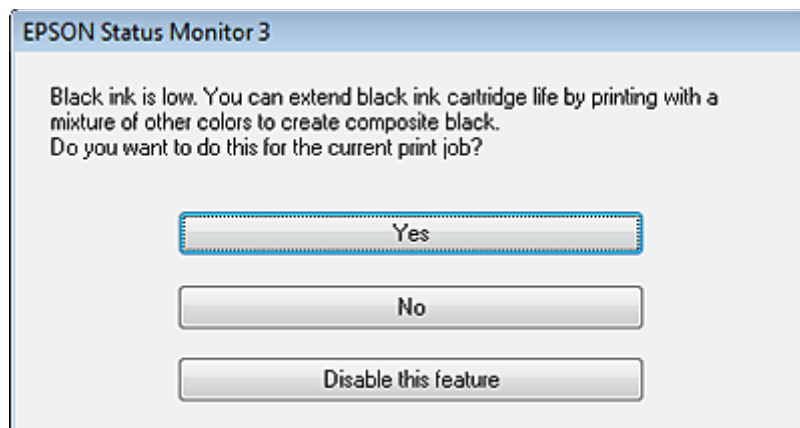 EPSON Status Monitor 3
Black ink is low. You can extend black ink cartridge life by printing with a
mixture of other colors to create composite black.
Do you want to do this for the current print job?
Yes
No
Disable this feature